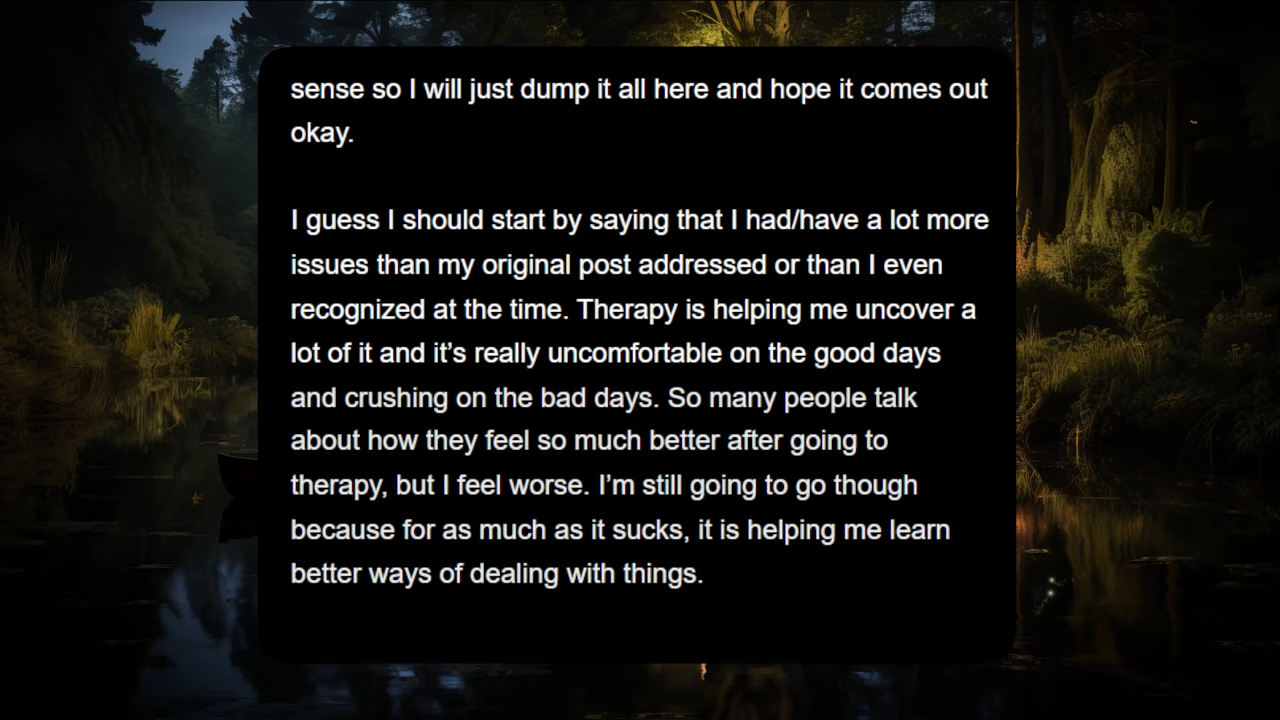 sense so I will just dump it all here and hope it comes out
okay.
I guess I should start by saying that I had/have a lot more
issues than my original post addressed or than I even
recognized at the time. Therapy is helping me uncover a
lot of it and it’s really uncomfortable on the good days
and crushing on the bad days. So many people talk
about how they feel so much better after going to
therapy, but I feel worse. I’m still going to go though
because for as much as it sucks, it is helping me learn
better ways of dealing with things.